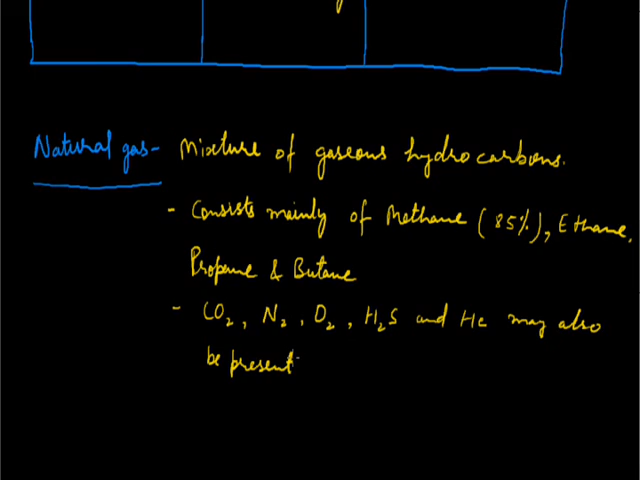 Natural gas - Mixture of gaseous hydrocarbons.
- Consists mainly of Methane (85%), Ethane,
Propane & Butane
- CO₂, N₂, O₂, H₂S and He may also
be present